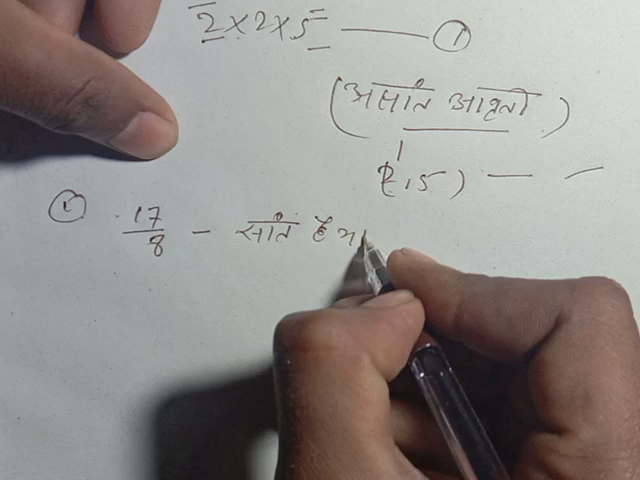 2×2×5 — ①
(असांत आवृत्ती)
(2,5) — –
① 17/8 – सांत है या